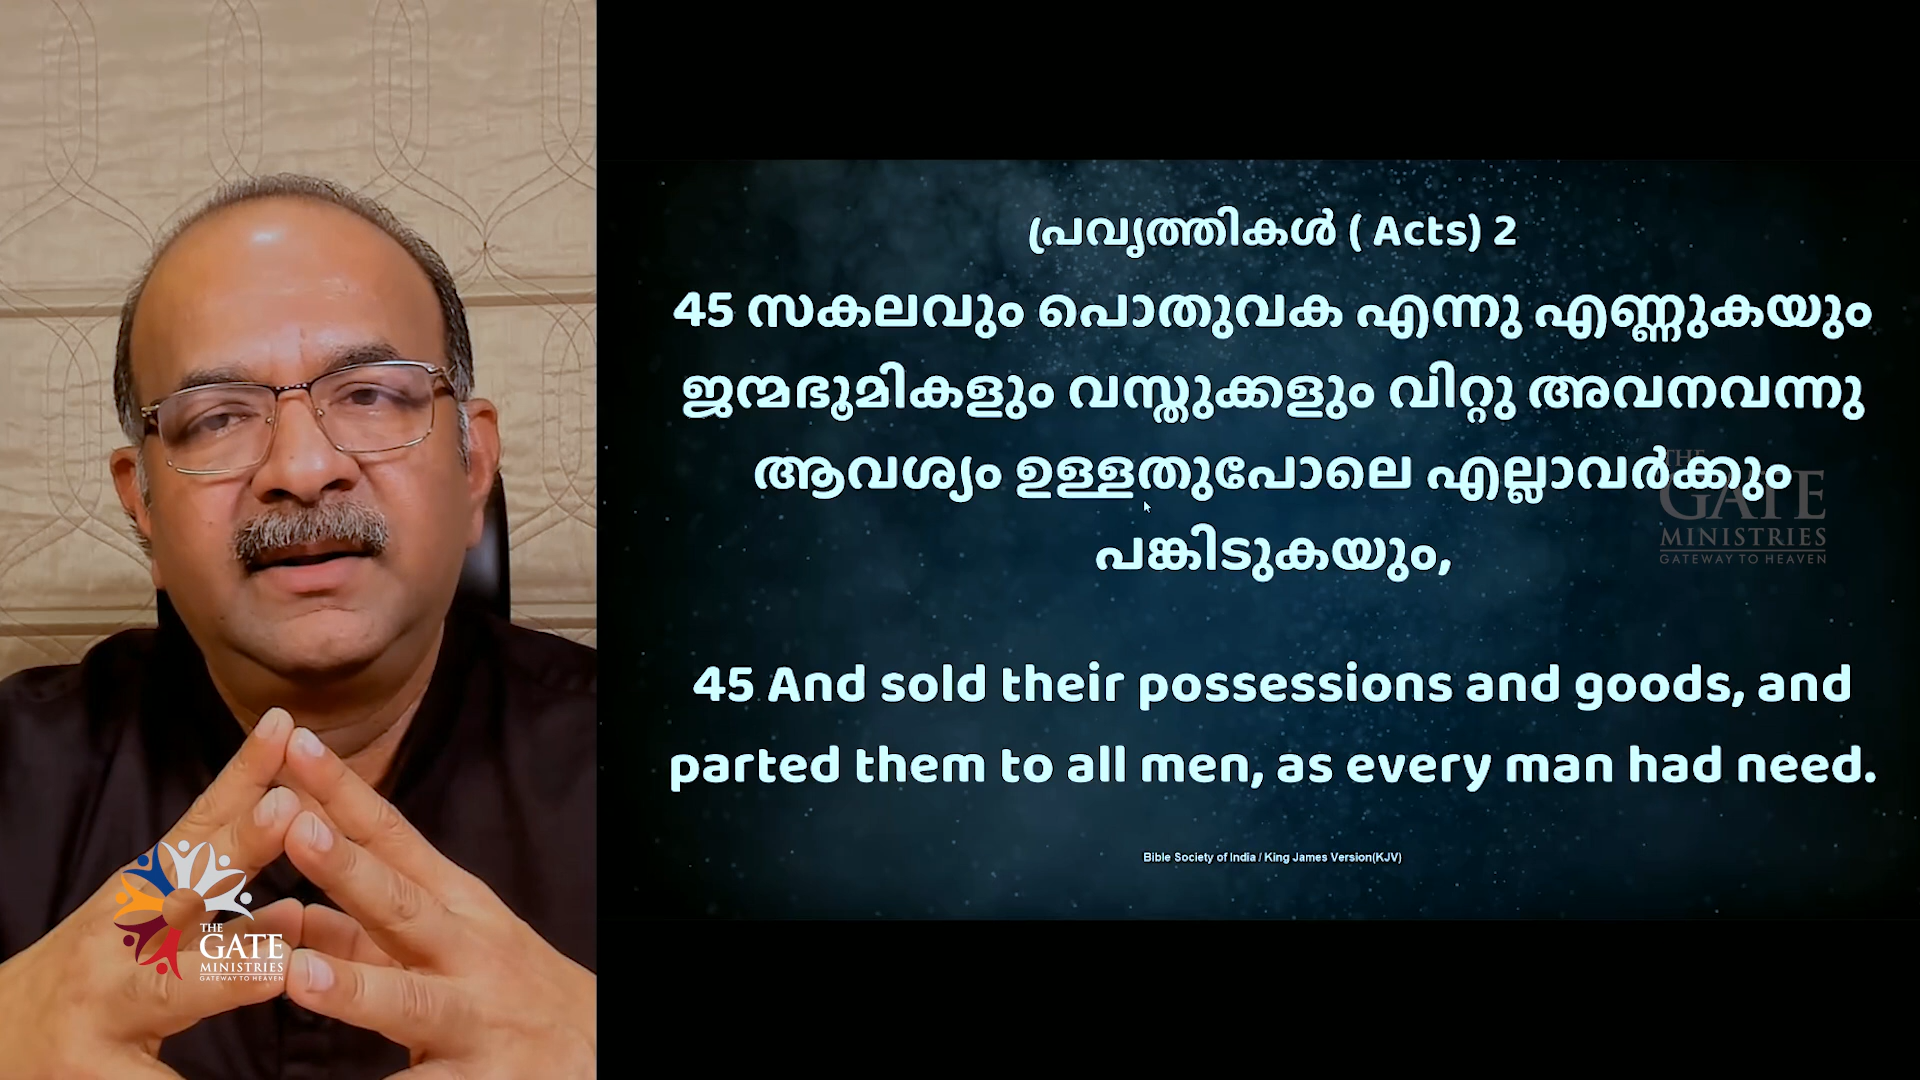 പ്രവൃത്തികൾ ( Acts) 2
45 സകലവും പൊതുവക എന്നു എണ്ണുകയും
ജന്മഭൂമികളും വസ്തുക്കളും വിറ്റു അവനവന്നു
ആവശ്യം ഉള്ളതുപോലെ എല്ലാവർക്കും
പങ്കിടുകയും,
45 And sold their possessions and goods, and
parted them to all men, as every man had need.
Bible Society of India / King James Version(KJV)
THE
GATE
MINISTRIES
GATEWAY TO HEAVEN
THE
GATE
MINISTRIES
GATEWAY TO HEAVEN